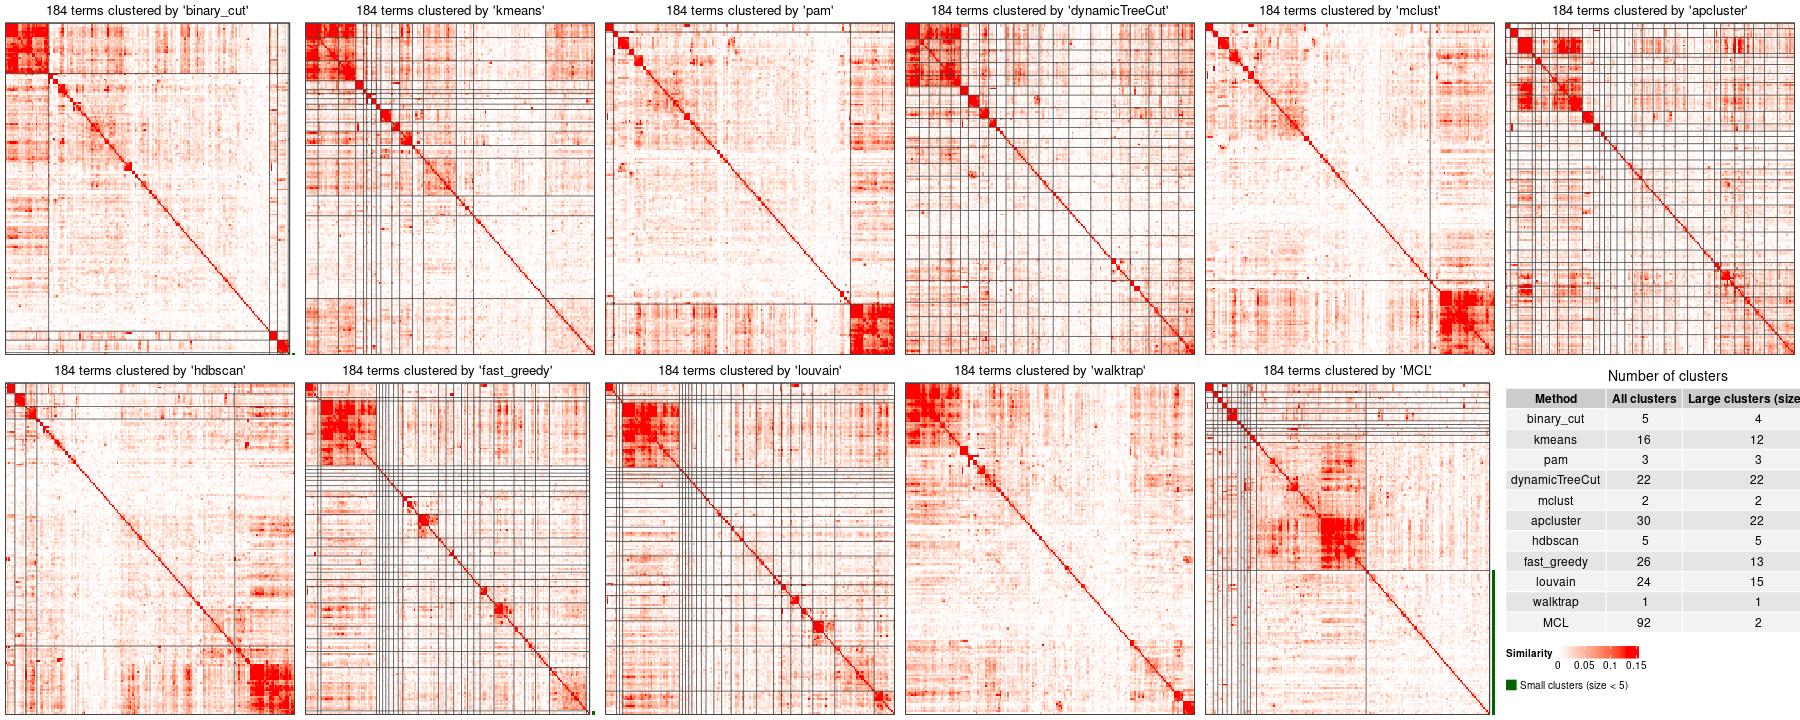 184 terms clustered by 'binary_cut'
184 terms clustered by 'kmeans'
184 terms clustered by 'pam'
184 terms clustered by 'dynamicTreeCut'
184 terms clustered by 'mclust'
184 terms clustered by 'apcluster'
184 terms clustered by 'hdbscan'
184 terms clustered by 'fast_greedy'
184 terms clustered by 'louvain'
184 terms clustered by 'walktrap'
184 terms clustered by 'MCL'
Number of clusters
Method All clusters Large clusters (size
binary_cut 5 4
kmeans 16 12
pam 3 3
dynamicTreeCut 22 22
mclust 2 2
apcluster 30 22
hdbscan 5 5
fast_greedy 26 13
louvain 24 15
walktrap 1 1
MCL 92 2
Similarity
0 0.05 0.1 0.15
Small clusters (size < 5)